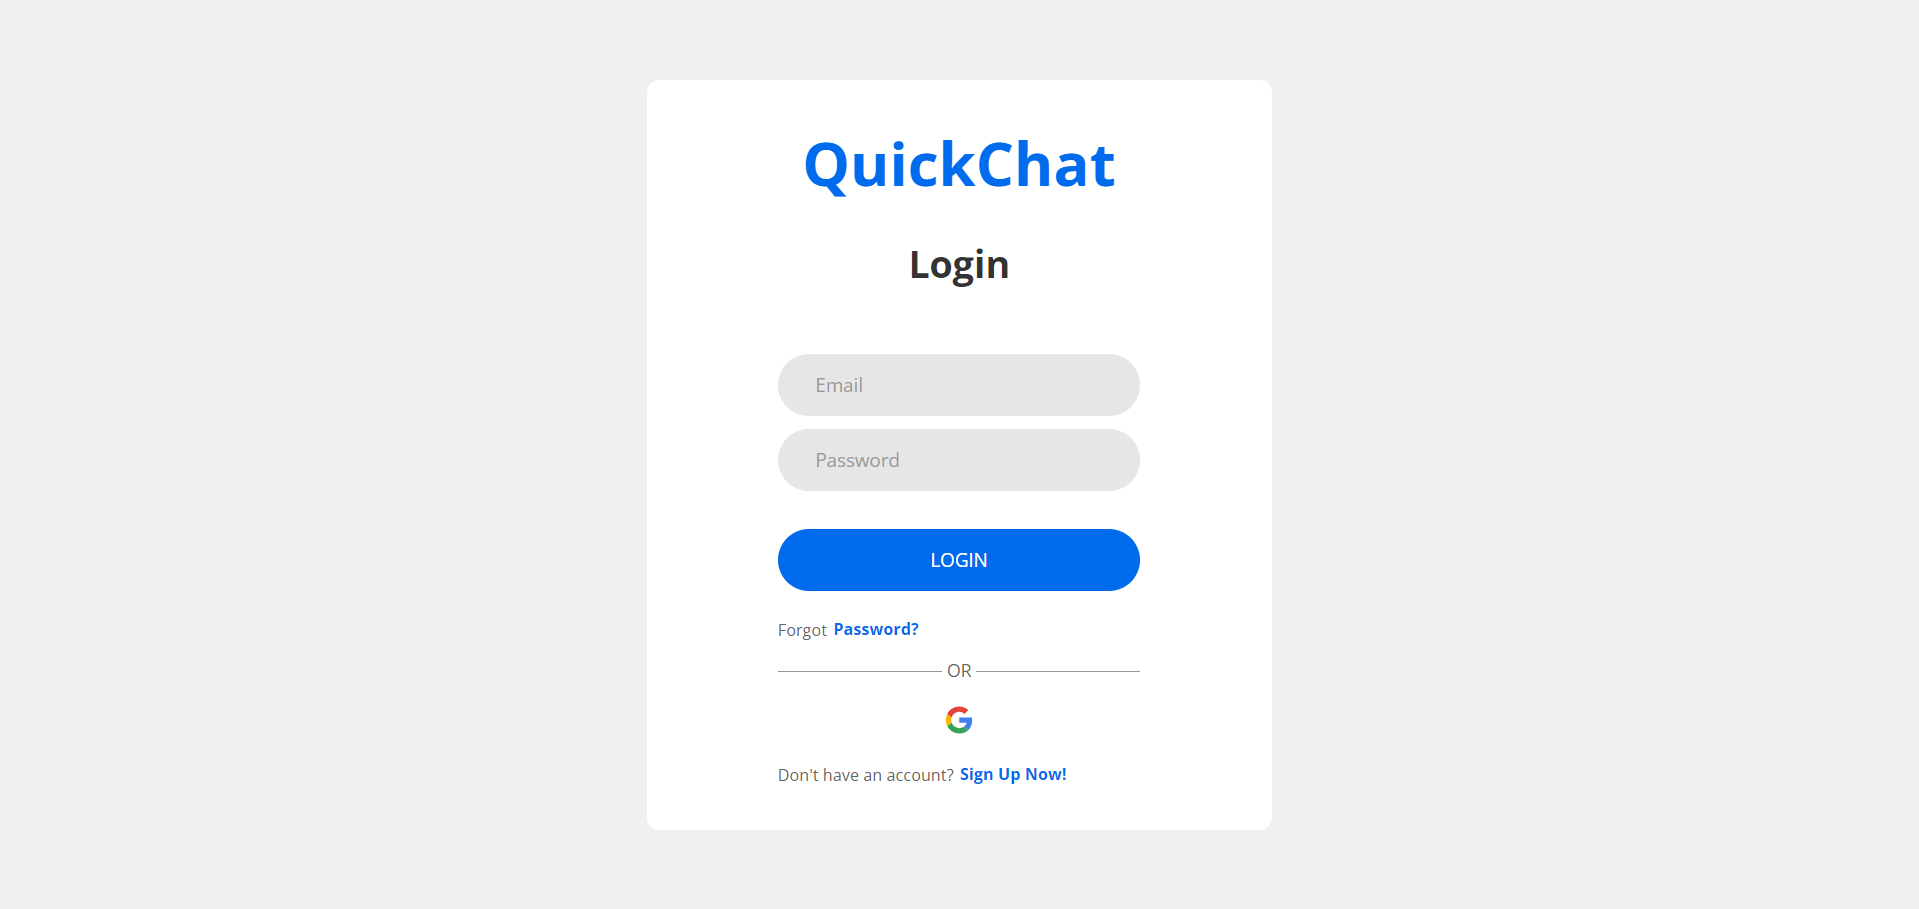 QuickChat
Login
Email
Password
LOGIN
Forgot Password?
OR
Don't have an account? Sign Up Now!